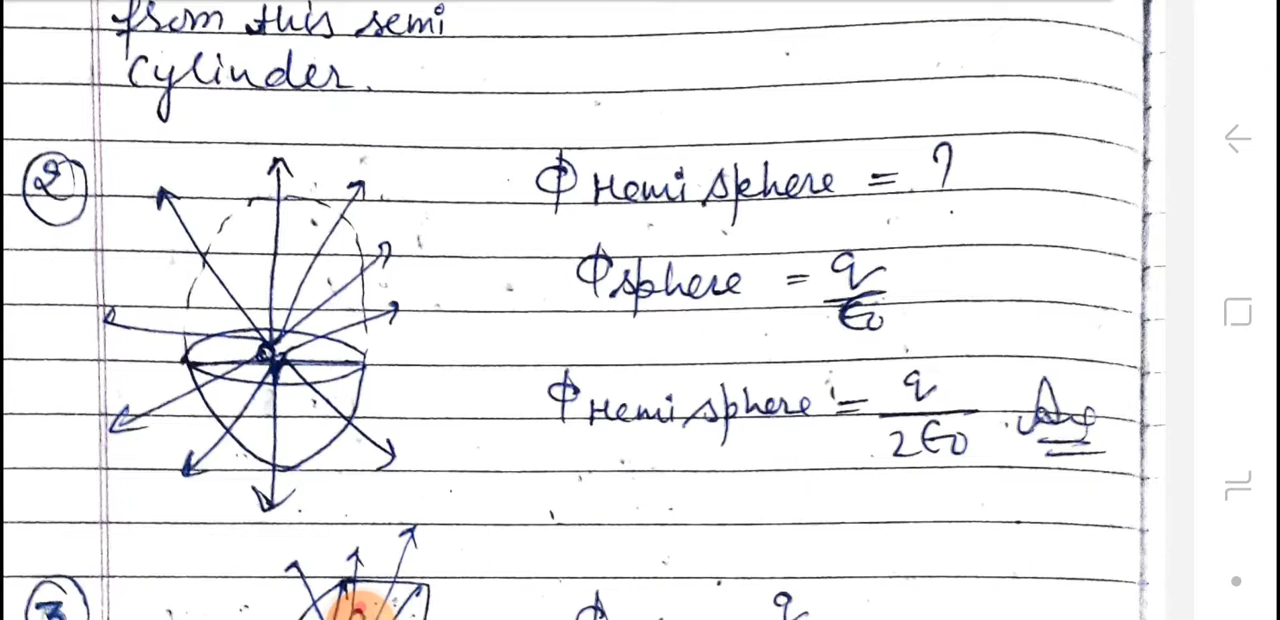 from this semi
cylinder.
② Φ Hemi sphere = ?
Φ sphere = q/ϵ0
Φ Hemi sphere = q/2ϵ0 Ans
③
q